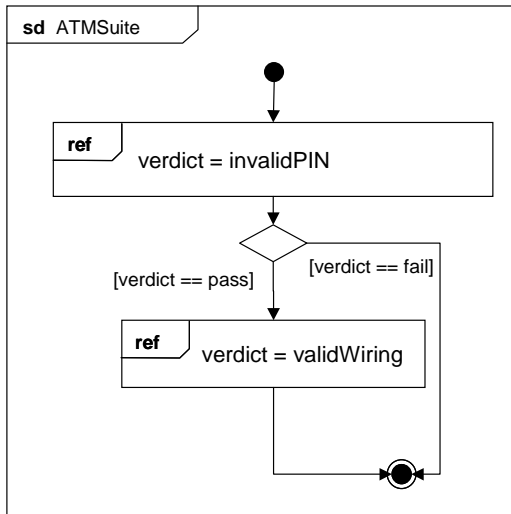 sd ATMSuite
ref
verdict = invalidPIN
[verdict == pass]
[verdict == fail]
ref
verdict = validWiring